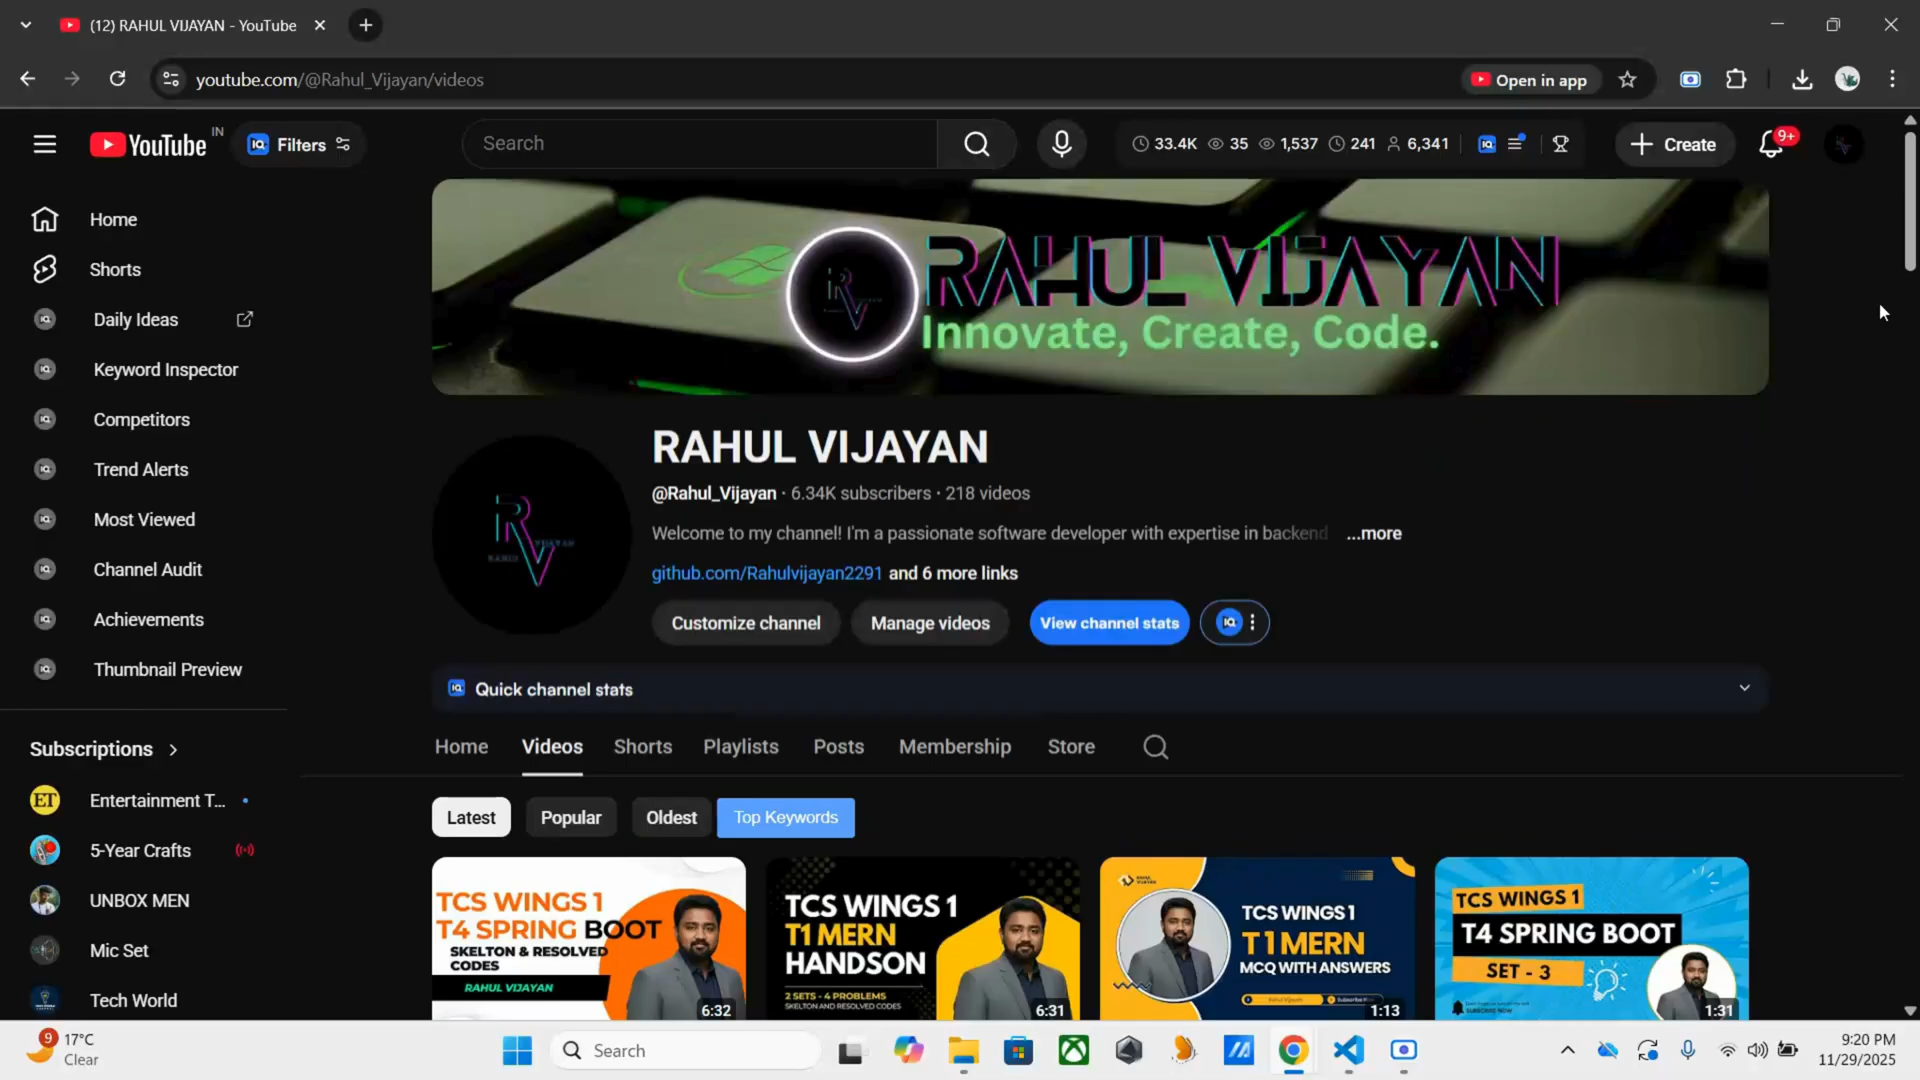 (12) RAHUL VIJAYAN - YouTube
youtube.com/@Rahul_Vijayan/videos
Open in app
YouTube IN
Filters
Search
33.4K 35 1,537 241 6,341
Create
9+
Home
Shorts
Daily Ideas
Keyword Inspector
Competitors
Trend Alerts
Most Viewed
Channel Audit
Achievements
Thumbnail Preview
Subscriptions
Entertainment T...
5-Year Crafts
UNBOX MEN
Mic Set
Tech World
RAHUL VIJAYAN
Innovate, Create, Code.
RAHUL VIJAYAN
@Rahul_Vijayan · 6.34K subscribers · 218 videos
Welcome to my channel! I'm a passionate software developer with expertise in backend ...more
github.com/Rahulvijayan2291 and 6 more links
Customize channel
Manage videos
View channel stats
Quick channel stats
Home
Videos
Shorts
Playlists
Posts
Membership
Store
Latest
Popular
Oldest
Top Keywords
TCS WINGS 1
T4 SPRING BOOT
SKELTON & RESOLVED
CODES
RAHUL VIJAYAN
6:32
TCS WINGS 1
T1 MERN
HANDSON
2 SETS - 4 PROBLEMS
SKELTON AND RESOLVED CODES
6:31
TCS WINGS 1
T1 MERN
MCQ WITH ANSWERS
1:13
TCS WINGS 1
T4 SPRING BOOT
SET - 3
1:31
9
17°C
Clear
Search
9:20 PM
11/29/2025